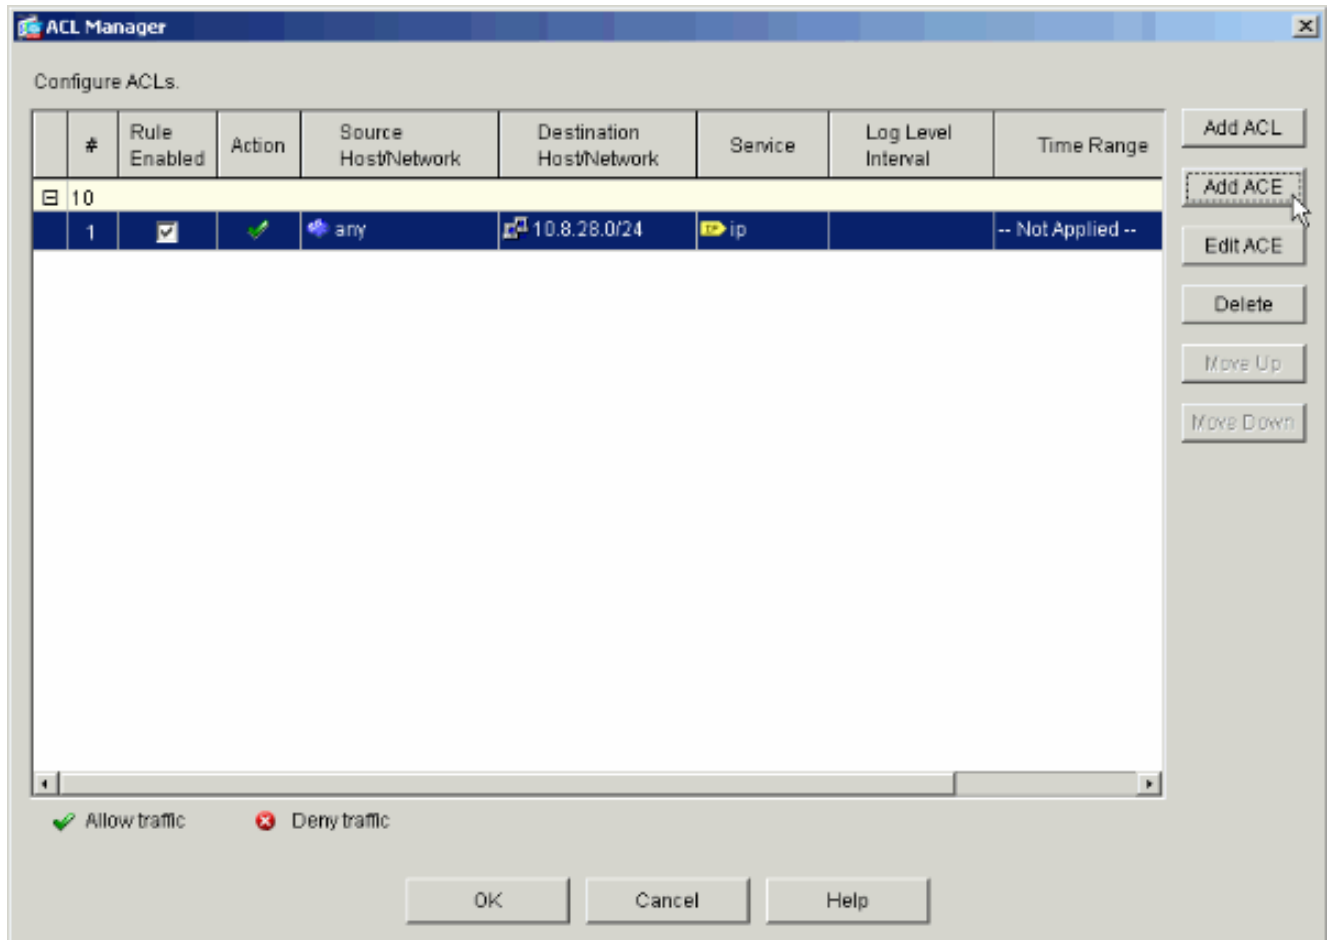 ACL Manager
Configure ACLs.
#
Rule
Enabled
Action
Source
Host/Network
Destination
Host/Network
Service
Log Level
Interval
Time Range
10
1
any
10.8.28.0/24
IP
ip
-- Not Applied --
Add ACL
Add ACE
Edit ACE
Delete
Move Up
Move Down
Allow traffic
Deny traffic
OK
Cancel
Help